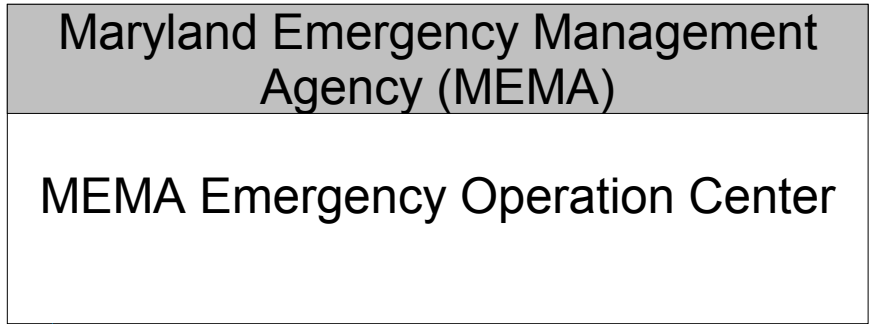 Maryland Emergency Management
Agency (MEMA)
MEMA Emergency Operation Center